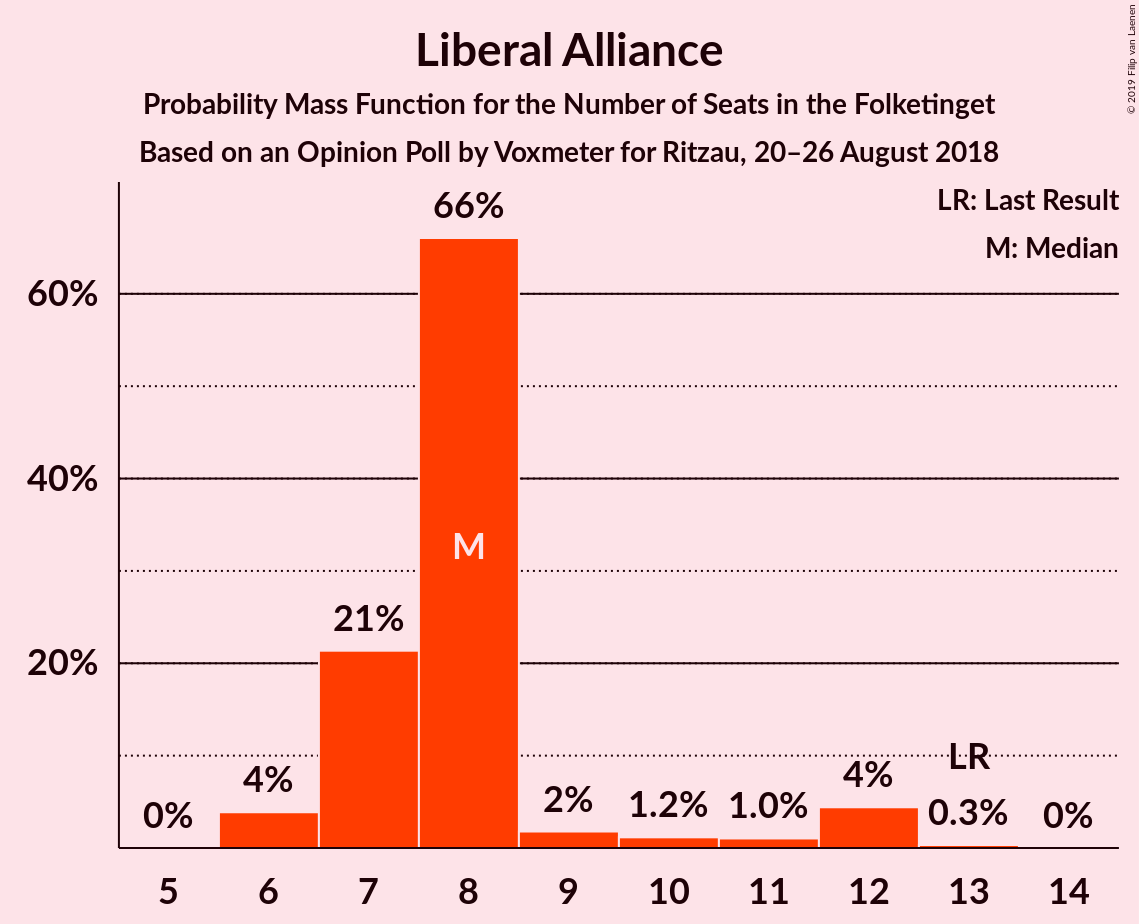 Liberal Alliance
Probability Mass Function for the Number of Seats in the Folketinget
Based on an Opinion Poll by Voxmeter for Ritzau, 20–26 August 2018
© 2019 Filip van Laenen
LR: Last Result
M: Median
66%
60%
40%
M
21%
20%
LR
4%
4%
2%
1.2%
1.0%
0.3%
0%
0%
5 6 7 8 9 10 11 12 13 14